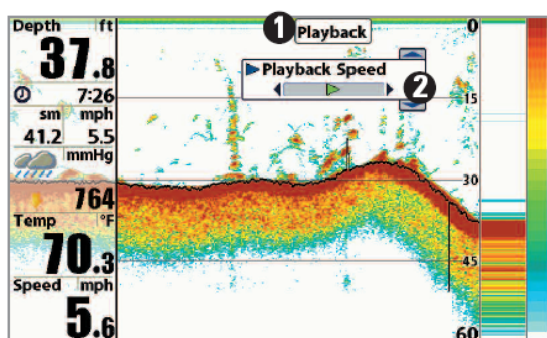 1 Playback
Depth ft
37.8
Playback Speed
2
7:26
sm mph
41.2 5.5
mmHg
764
Temp °F
70.3
Speed mph
5.6
0
15
30
45
60